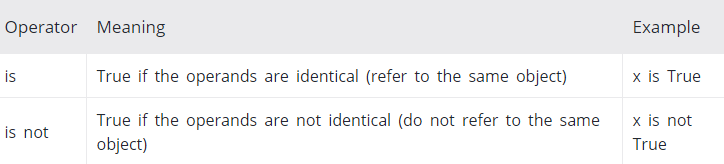 Operator Meaning Example
is True if the operands are identical (refer to the same object) x is True
is not True if the operands are not identical (do not refer to the same object) x is not True